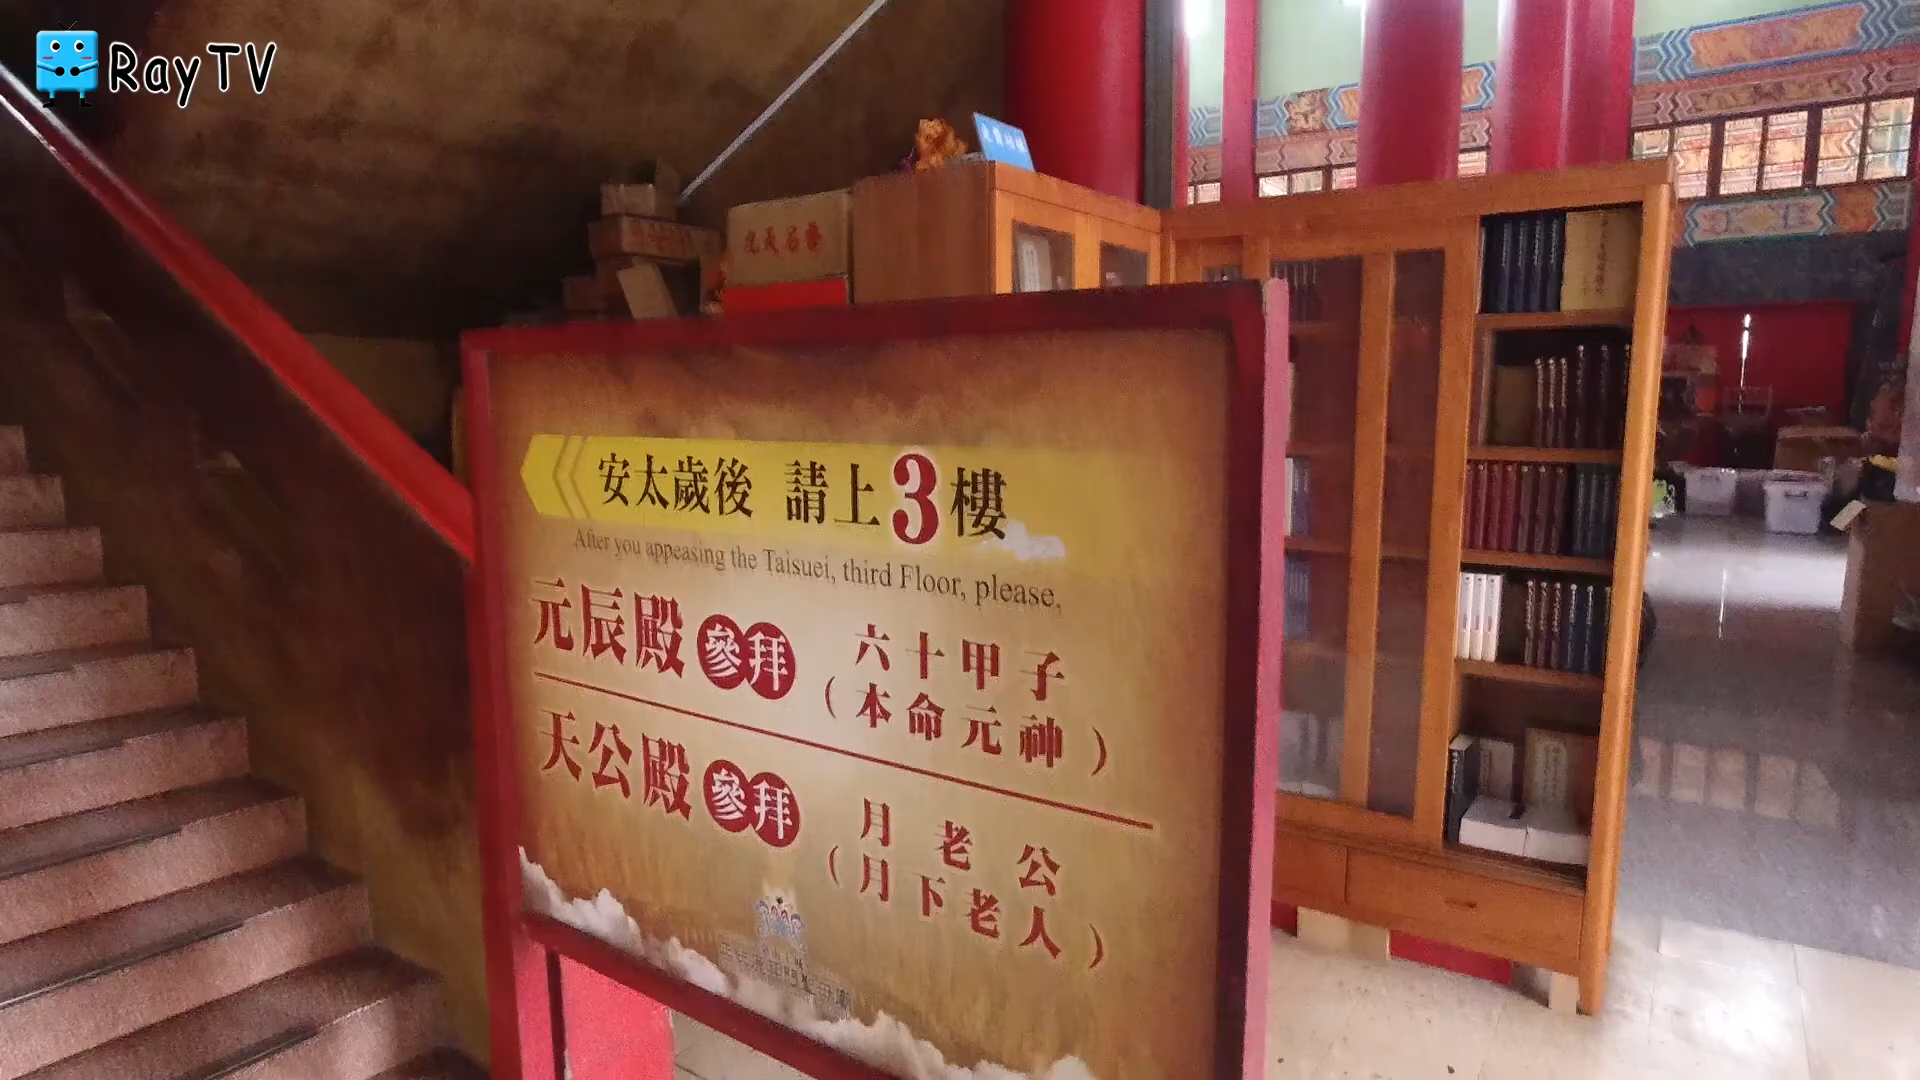 RayTV
安太歲後 請上3樓
After you appeasing the Taisuei, third Floor, please,
元辰殿 參拜
六十甲子
(本命元神)
天公殿 參拜
月老公
(月下老人)